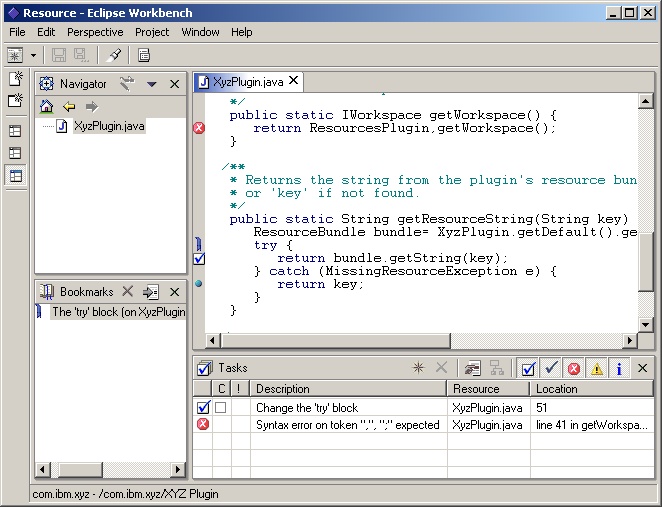 Resource - Eclipse Workbench
File Edit Perspective Project Window Help
Navigator
XyzPlugin.java
Bookmarks
The 'try' block (on XyzPlugin
XyzPlugin.java
*/
public static IWorkspace getWorkspace() {
return ResourcesPlugin,getWorkspace();
}
/**
* Returns the string from the plugin's resource bun
* or 'key' if not found.
*/
public static String getResourceString(String key)
ResourceBundle bundle= XyzPlugin.getDefault().ge
try {
return bundle.getString(key);
} catch (MissingResourceException e) {
return key;
}
}
Tasks
C ! Description Resource Location
Change the 'try' block XyzPlugin.java 51
Syntax error on token ",", ";" expected XyzPlugin.java line 41 in getWorkspa...
com.ibm.xyz - /com.ibm.xyz/XYZ Plugin